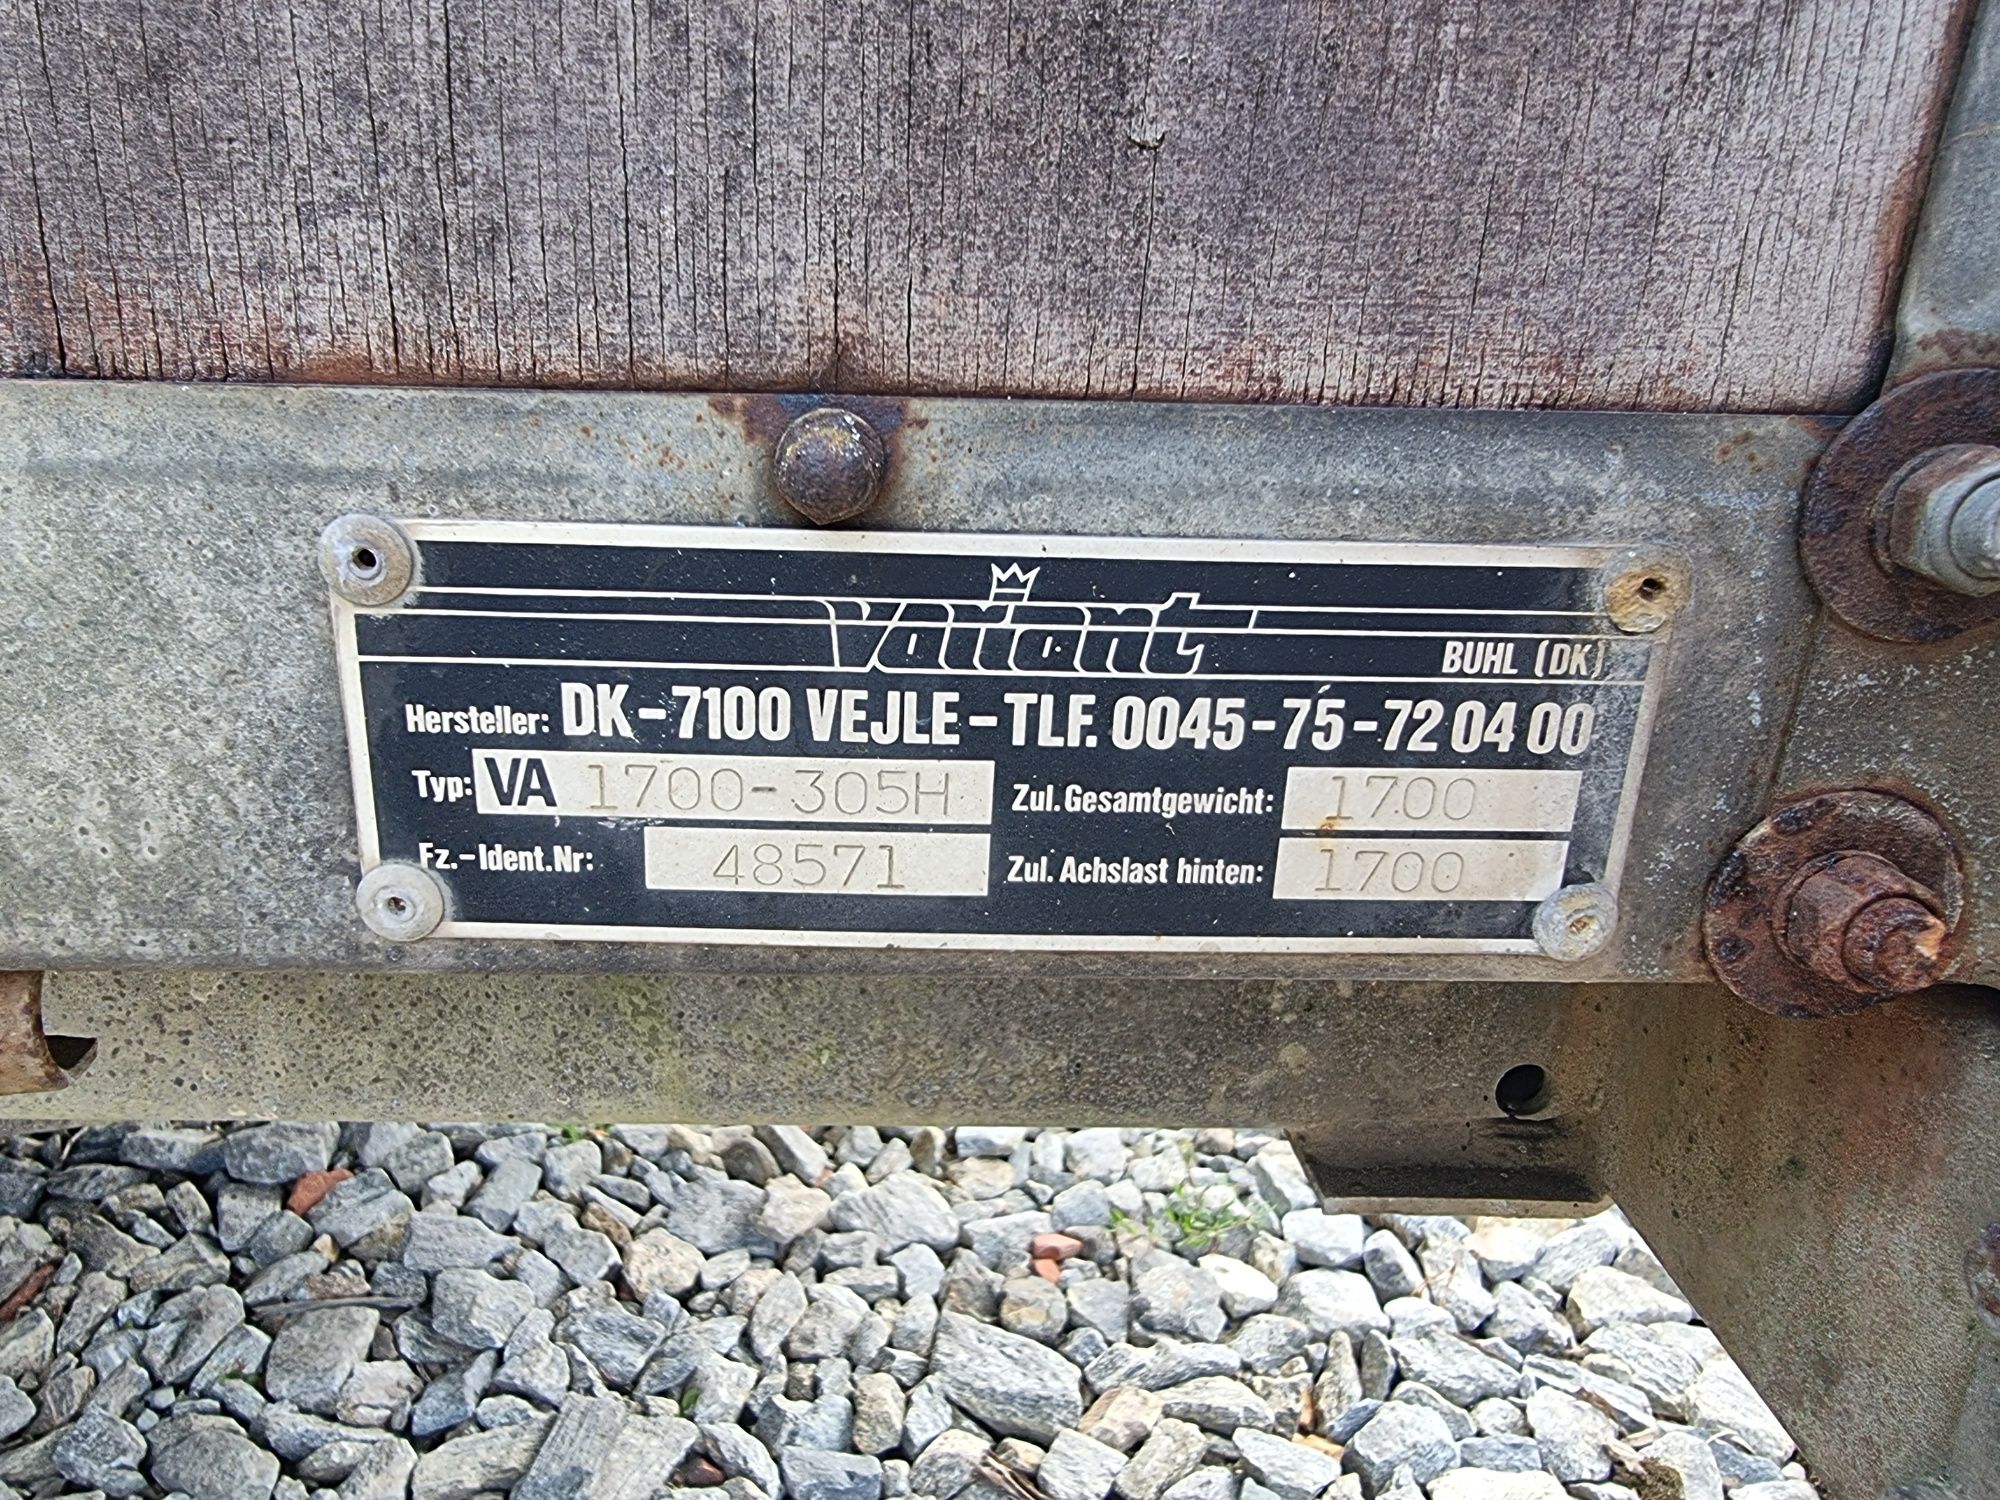 Variant
BUHL (DK)
Hersteller: DK-7100 VEJLE-TLF. 0045-75-72 04 00
Typ: VA 1700-305H Zul. Gesamtgewicht: 1700
Fz.-Ident.Nr: 48571 Zul. Achslast hinten: 1700